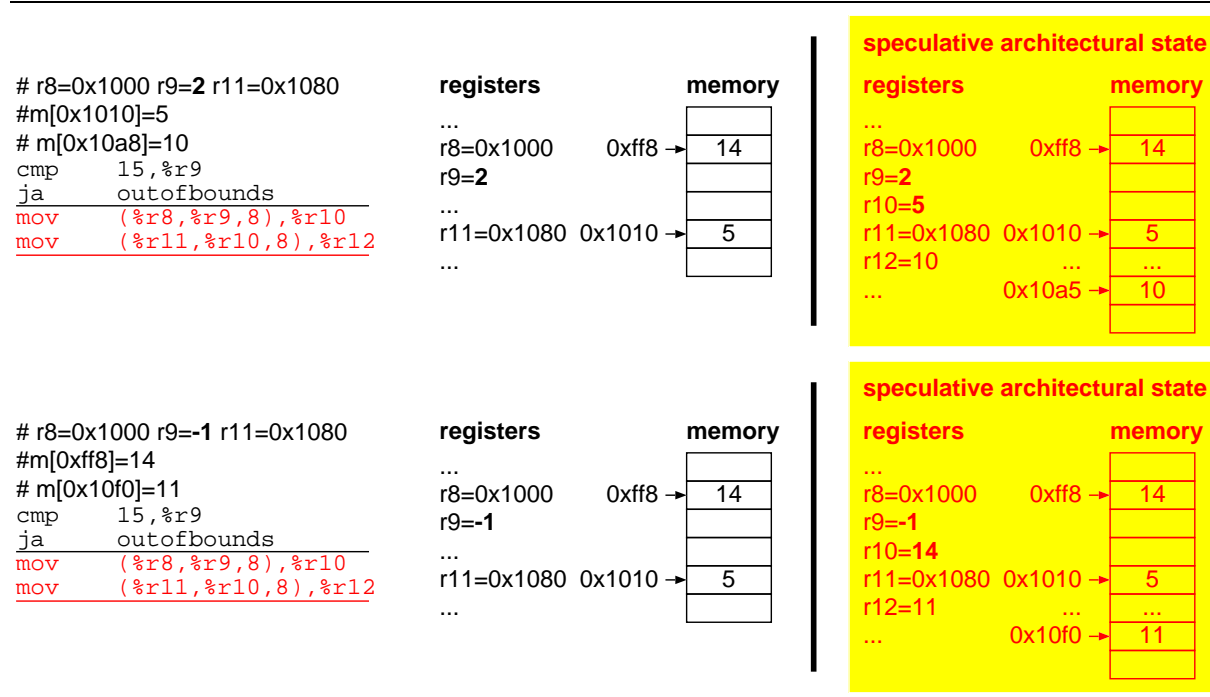 speculative architectural state
# r8=0x1000 r9=2 r11=0x1080
#m[0x1010]=5
# m[0x10a8]=10
cmp 15,%r9
ja outofbounds
mov (%r8,%r9,8),%r10
mov (%r11,%r10,8),%r12
registers memory
...
r8=0x1000 0xff8 14
r9=2
...
r11=0x1080 0x1010 5
...
registers memory
...
r8=0x1000 0xff8 14
r9=2
r10=5
r11=0x1080 0x1010 5
r12=10 ... ...
... 0x10a5 10
speculative architectural state
# r8=0x1000 r9=-1 r11=0x1080
#m[0xff8]=14
# m[0x10f0]=11
cmp 15,%r9
ja outofbounds
mov (%r8,%r9,8),%r10
mov (%r11,%r10,8),%r12
registers memory
...
r8=0x1000 0xff8 14
r9=-1
...
r11=0x1080 0x1010 5
...
registers memory
...
r8=0x1000 0xff8 14
r9=-1
r10=14
r11=0x1080 0x1010 5
r12=11 ... ...
... 0x10f0 11